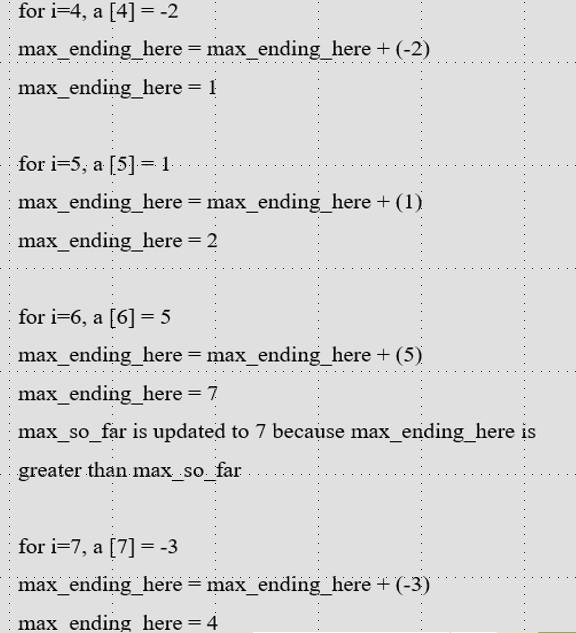 for i=4, a [4] = -2
max_ending_here = max_ending_here + (-2)
max_ending_here = 1
for i=5, a [5] = 1
max_ending_here = max_ending_here + (1)
max_ending_here = 2
for i=6, a [6] = 5
max_ending_here = max_ending_here + (5)
max_ending_here = 7
max_so_far is updated to 7 because max_ending_here is
greater than max_so_far
for i=7, a [7] = -3
max_ending_here = max_ending_here + (-3)
max_ending_here = 4